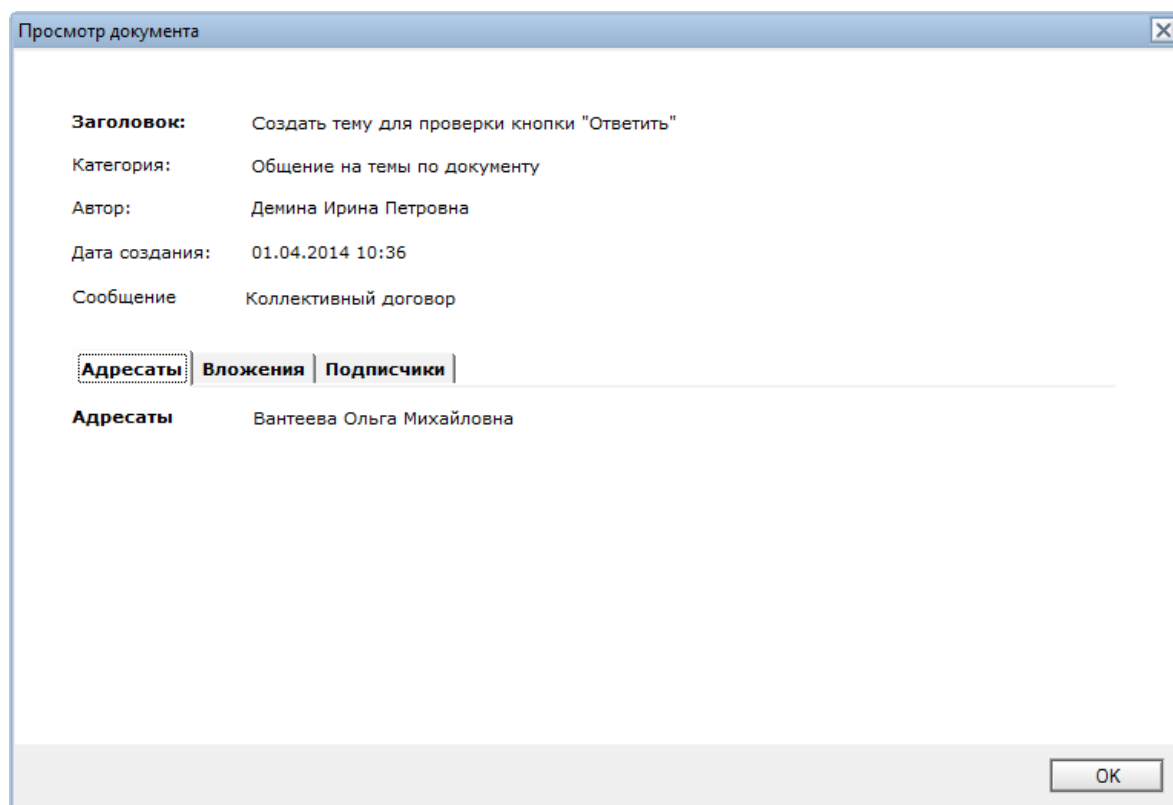 Просмотр документа
Заголовок: Создать тему для проверки кнопки "Ответить"
Категория: Общение на темы по документу
Автор: Демина Ирина Петровна
Дата создания: 01.04.2014 10:36
Сообщение Коллективный договор
Адресаты Вложения Подписчики
Адресаты Вантеева Ольга Михайловна
OK